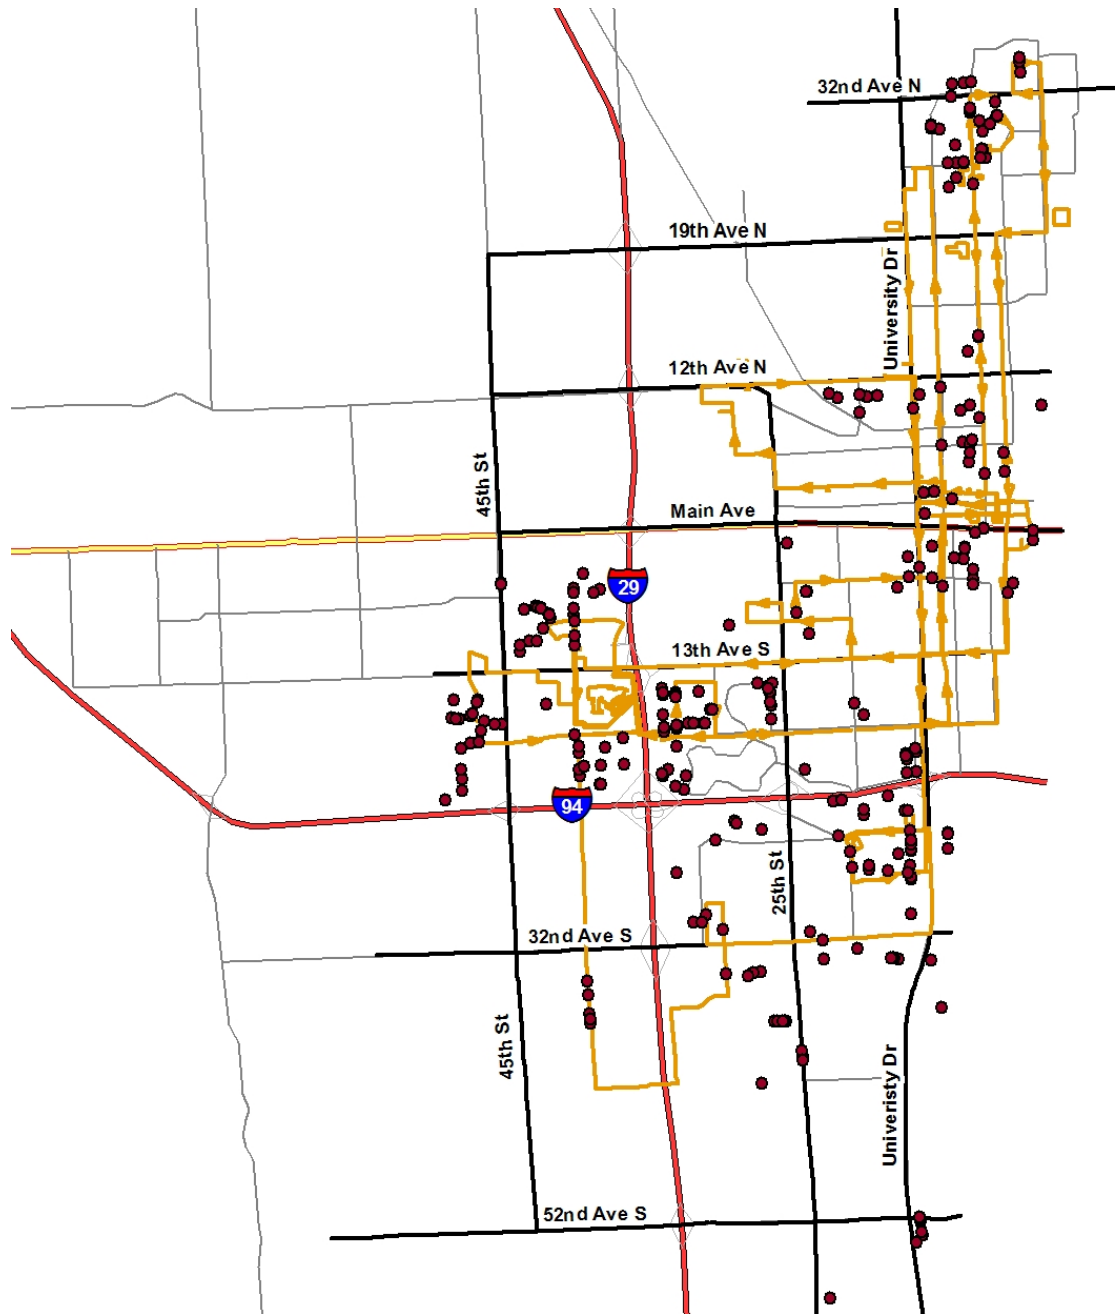 32nd Ave N
19th Ave N
University Dr
12th Ave N
45th St
Main Ave
29
13th Ave S
94
25th St
32nd Ave S
45th St
Univeristy Dr
52nd Ave S